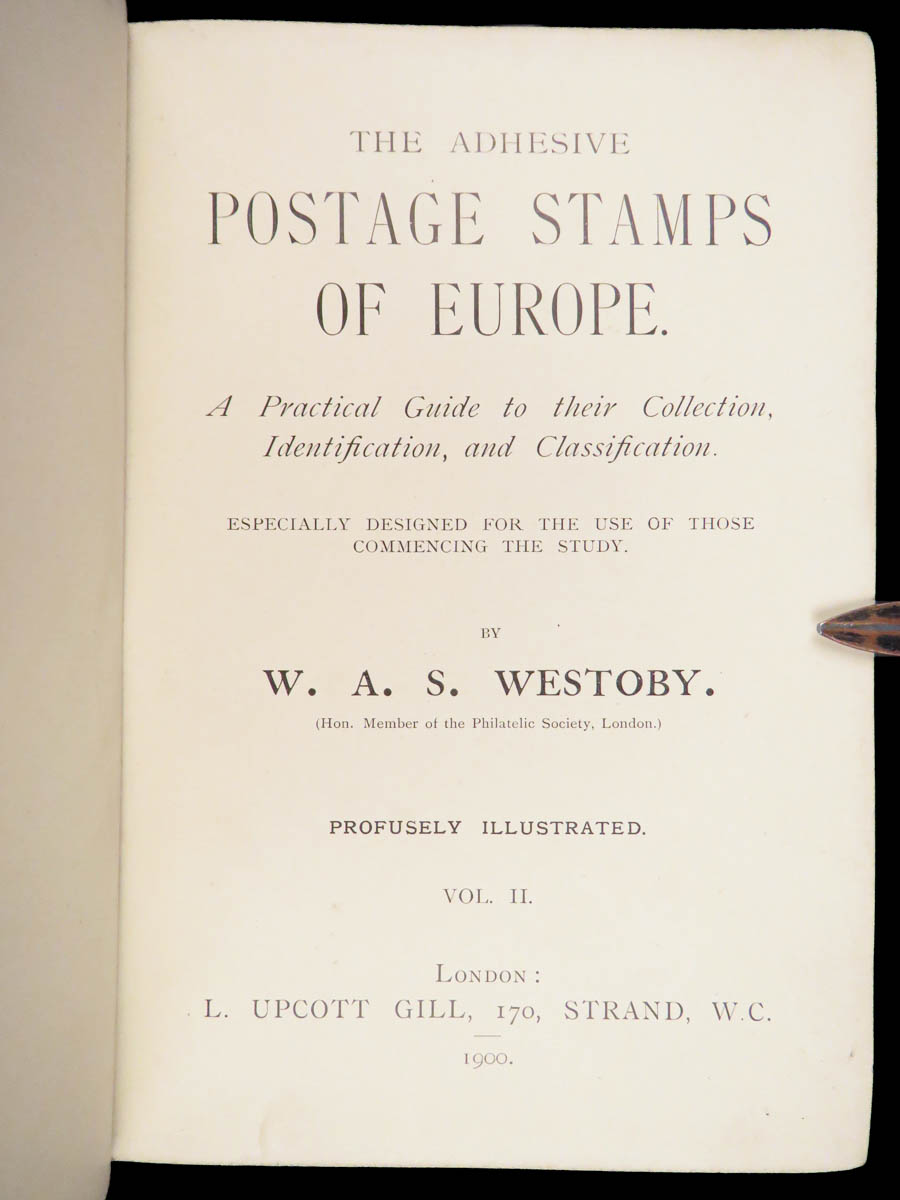 THE ADHESIVE
POSTAGE STAMPS
OF EUROPE.
A Practical Guide to their Collection,
Identification, and Classification.
ESPECIALLY DESIGNED FOR THE USE OF THOSE
COMMENCING THE STUDY.
BY
W. A. S. WESTOBY.
(Hon. Member of the Philatelic Society, London.)
PROFUSELY ILLUSTRATED.
VOL. II.
LONDON:
L. UPCOTT GILL, 170, STRAND, W.C.
1900.